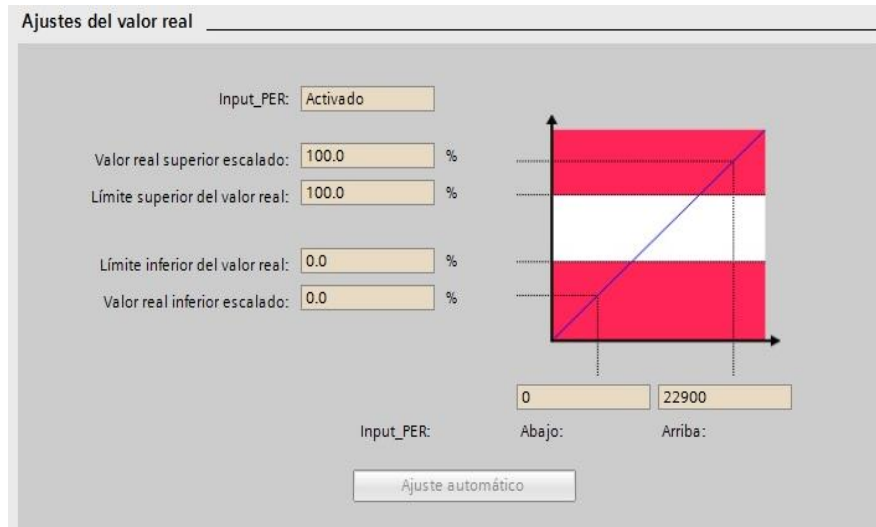 Ajustes del valor real
Input_PER: Activado
Valor real superior escalado: 100.0 %
Límite superior del valor real: 100.0 %
Límite inferior del valor real: 0.0 %
Valor real inferior escalado: 0.0 %
0 22900
Input_PER: Abajo: Arriba:
Ajuste automático